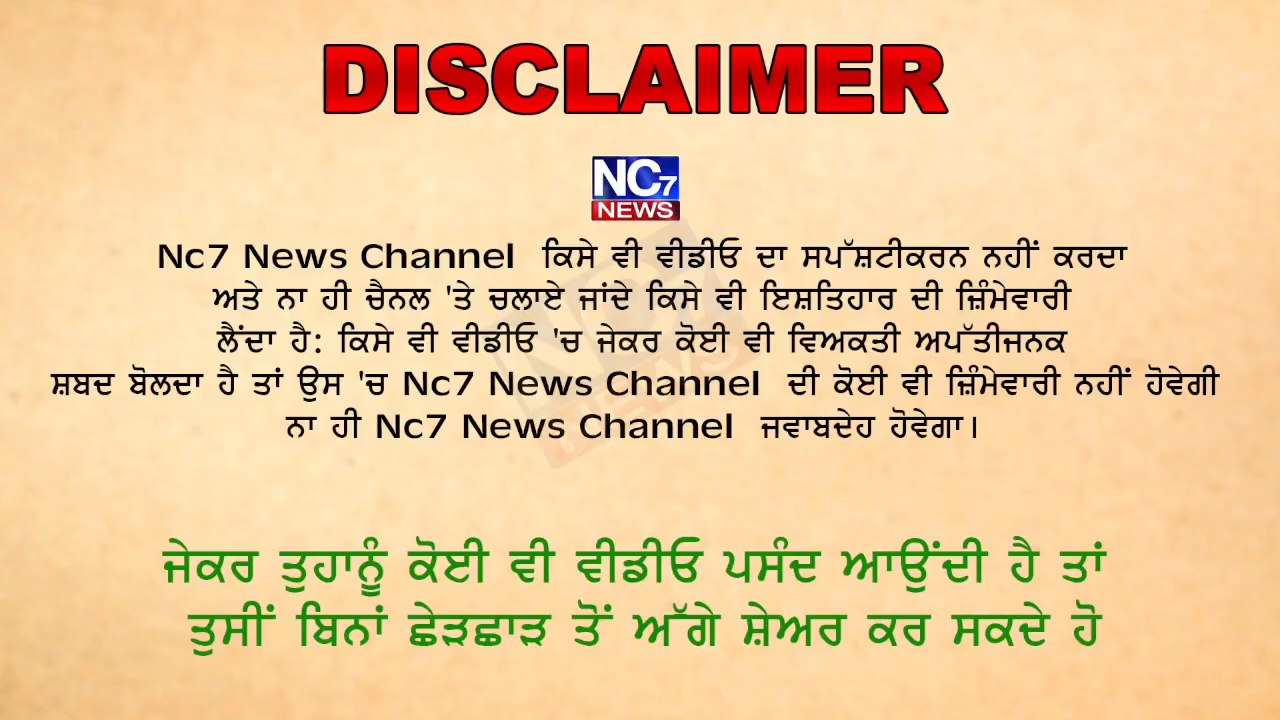 DISCLAIMER
NC7
NEWS
Nc7 News Channel ਕਿਸੇ ਵੀ ਵੀਡੀਓ ਦਾ ਸਪੱਸ਼ਟੀਕਰਨ ਨਹੀਂ ਕਰਦਾ
ਅਤੇ ਨਾ ਹੀ ਚੈਨਲ 'ਤੇ ਚਲਾਏ ਜਾਂਦੇ ਕਿਸੇ ਵੀ ਇਸ਼ਤਿਹਾਰ ਦੀ ਜ਼ਿੰਮੇਵਾਰੀ
ਲੈਂਦਾ ਹੈ: ਕਿਸੇ ਵੀ ਵੀਡੀਓ 'ਚ ਜੇਕਰ ਕੋਈ ਵੀ ਵਿਅਕਤੀ ਅਪੱਤੀਜਨਕ
ਸ਼ਬਦ ਬੋਲਦਾ ਹੈ ਤਾਂ ਉਸ 'ਚ Nc7 News Channel ਦੀ ਕੋਈ ਵੀ ਜ਼ਿੰਮੇਵਾਰੀ ਨਹੀਂ ਹੋਵੇਗੀ
ਨਾ ਹੀ Nc7 News Channel ਜਵਾਬਦੇਹ ਹੋਵੇਗਾ।
ਜੇਕਰ ਤੁਹਾਨੂੰ ਕੋਈ ਵੀ ਵੀਡੀਓ ਪਸੰਦ ਆਉਂਦੀ ਹੈ ਤਾਂ
ਤੁਸੀਂ ਬਿਨਾਂ ਛੇੜਛਾੜ ਤੋਂ ਅੱਗੇ ਸ਼ੇਅਰ ਕਰ ਸਕਦੇ ਹੋ